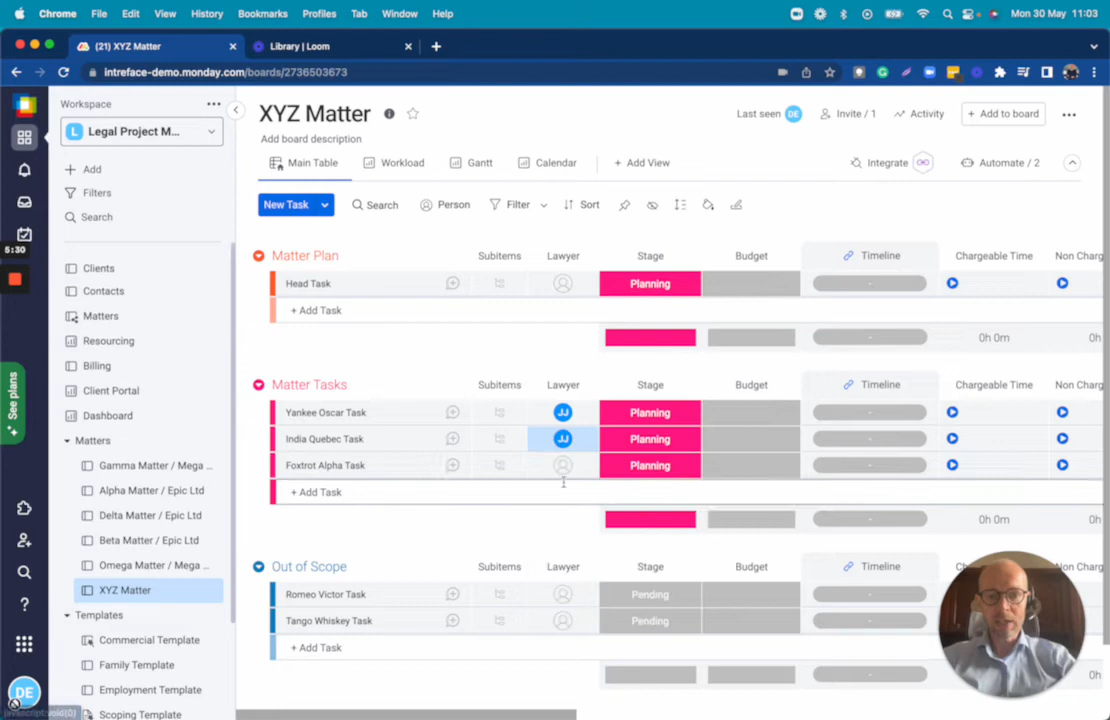 Chrome File Edit View History Bookmarks Profiles Tab Window Help Mon 30 May 11:03
(21) XYZ Matter Library | Loom
intreface-demo.monday.com/boards/2736503673
Workspace
L Legal Project M...
Add
Filters
Search
5:30
Clients
Contacts
Matters
Resourcing
Billing
Client Portal
Dashboard
See plans
Matters
Gamma Matter / Mega ...
Alpha Matter / Epic Ltd
Delta Matter / Epic Ltd
Beta Matter / Epic Ltd
Omega Matter / Mega ...
XYZ Matter
Templates
Commercial Template
Family Template
Employment Template
Scoping Template
DE
javascript:void(0)
XYZ Matter
Last seen DE Invite / 1 Activity + Add to board
Add board description
Main Table Workload Gantt Calendar + Add View Integrate Automate / 2
New Task Search Person Filter Sort
Matter Plan Subitems Lawyer Stage Budget Timeline Chargeable Time Non Charg
Head Task Planning -
+ Add Task
- 0h 0m 0h
Matter Tasks Subitems Lawyer Stage Budget Timeline Chargeable Time Non Charg
Yankee Oscar Task JJ Planning -
India Quebec Task JJ Planning -
Foxtrot Alpha Task Planning -
+ Add Task
- 0h 0m 0h
Out of Scope Subitems Lawyer Stage Budget Timeline
Romeo Victor Task Pending -
Tango Whiskey Task Pending -
+ Add Task
- 0h